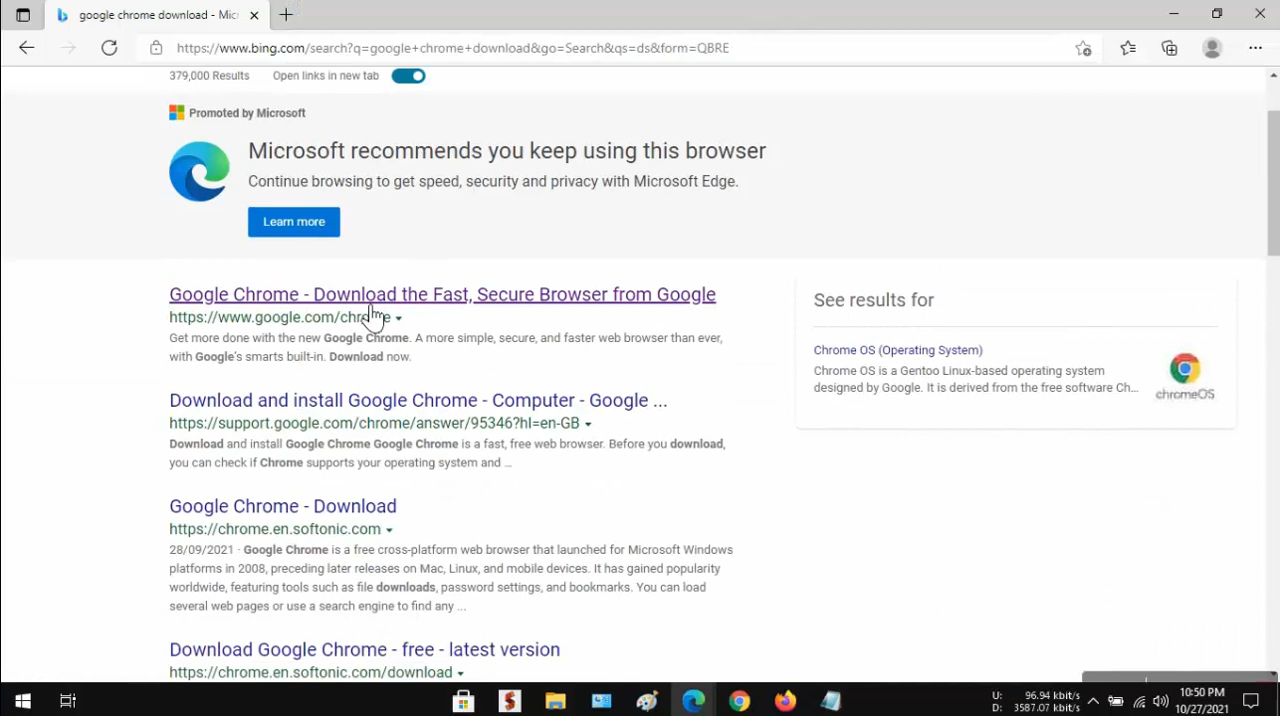 google chrome download - Mic
https://www.bing.com/search?q=google+chrome+download&go=Search&qs=ds&form=QBRE
379,000 Results Open links in new tab
Promoted by Microsoft
Microsoft recommends you keep using this browser
Continue browsing to get speed, security and privacy with Microsoft Edge.
Learn more
Google Chrome - Download the Fast, Secure Browser from Google
https://www.google.com/chrome
Get more done with the new Google Chrome. A more simple, secure, and faster web browser than ever,
with Google's smarts built-in. Download now.
Download and install Google Chrome - Computer - Google ...
https://support.google.com/chrome/answer/95346?hl=en-GB
Download and install Google Chrome Google Chrome is a fast, free web browser. Before you download,
you can check if Chrome supports your operating system and ...
Google Chrome - Download
https://chrome.en.softonic.com
28/09/2021 · Google Chrome is a free cross-platform web browser that launched for Microsoft Windows
platforms in 2008, preceding later releases on Mac, Linux, and mobile devices. It has gained popularity
worldwide, featuring tools such as file downloads, password settings, and bookmarks. You can load
several web pages or use a search engine to find any ...
Download Google Chrome - free - latest version
https://chrome.en.softonic.com/download
See results for
Chrome OS (Operating System)
Chrome OS is a Gentoo Linux-based operating system
designed by Google. It is derived from the free software Ch...
chromeOS
U: 96.94 kbit/s
D: 3587.07 kbit/s
10:50 PM
10/27/2021